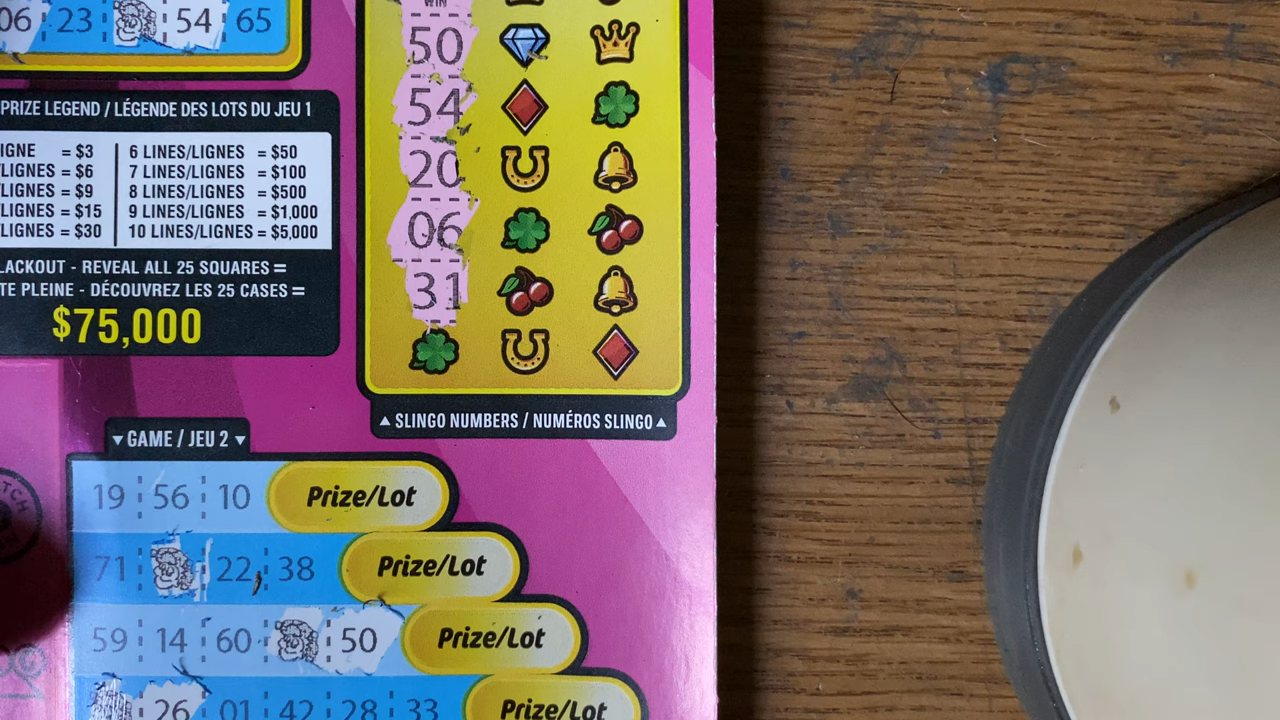 06 23 54 65
WIN
50
54
20
06
31
PRIZE LEGEND / LÉGENDE DES LOTS DU JEU 1
IGNE = $3
LIGNES = $6
LIGNES = $9
/LIGNES = $15
/LIGNES = $30
6 LINES/LIGNES = $50
7 LINES/LIGNES = $100
8 LINES/LIGNES = $500
9 LINES/LIGNES = $1,000
10 LINES/LIGNES = $5,000
LACKOUT - REVEAL ALL 25 SQUARES =
TE PLEINE - DÉCOUVREZ LES 25 CASES =
$75,000
▲ SLINGO NUMBERS / NUMÉROS SLINGO ▲
▼ GAME / JEU 2 ▼
19 56 10 Prize/Lot
71 22 38 Prize/Lot
59 14 60 50 Prize/Lot
26 01 42 28 33 Prize/Lot